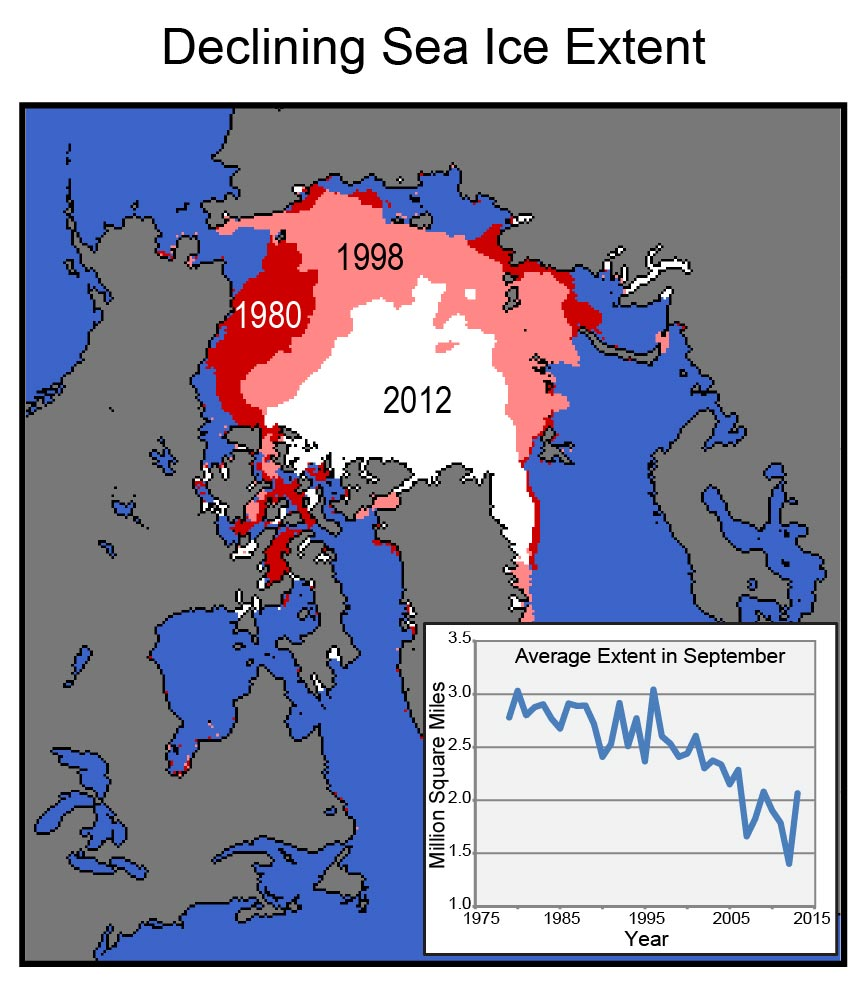 Declining Sea Ice Extent
1998
1980
2012
Average Extent in September
Million Square Miles
3.5
3.0
2.5
2.0
1.5
1.0
1975 1985 1995 2005 2015
Year